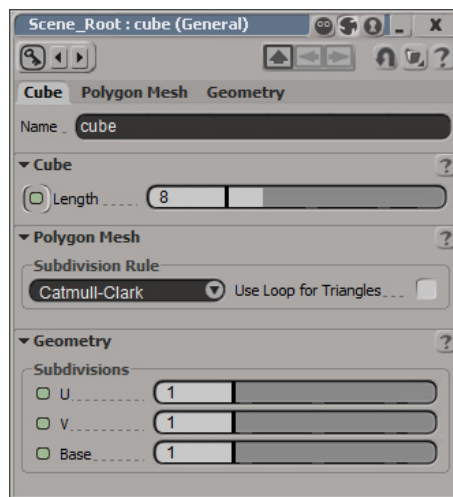 Scene_Root : cube (General)
Cube Polygon Mesh Geometry
Name cube
Cube ?
Length 8
Polygon Mesh ?
Subdivision Rule
Catmull-Clark Use Loop for Triangles
Geometry ?
Subdivisions
U 1
V 1
Base 1